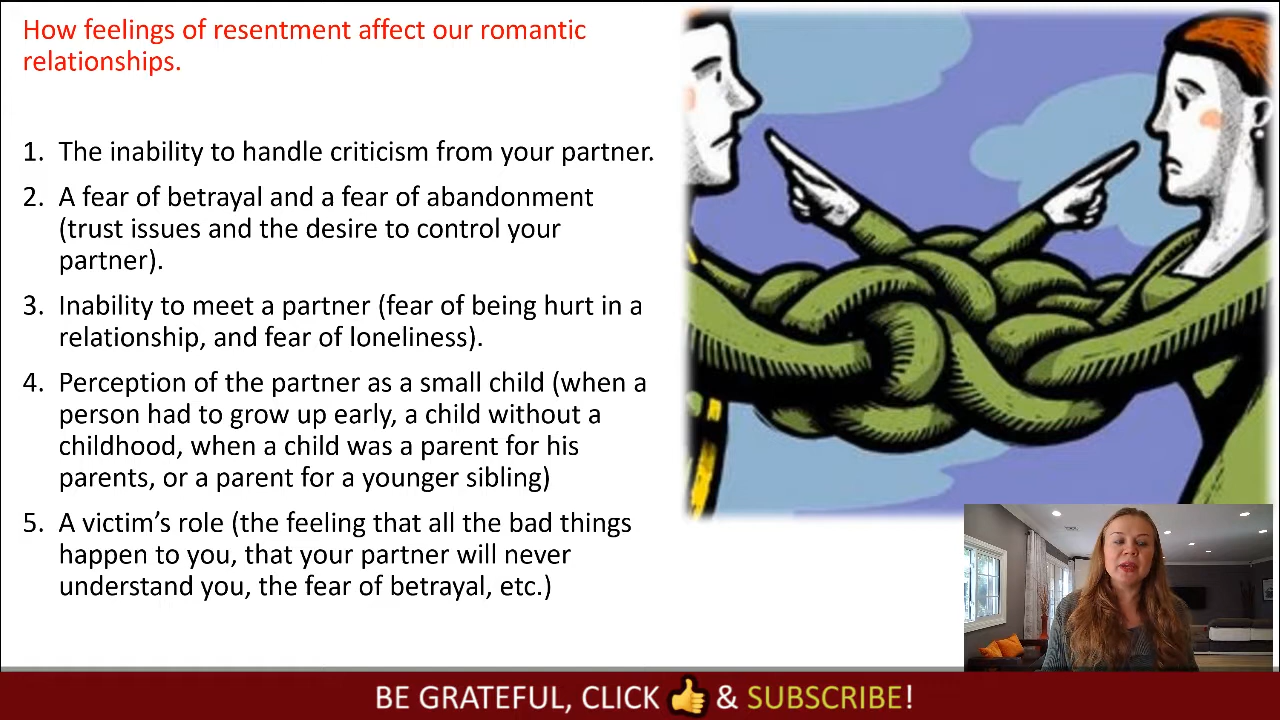 How feelings of resentment affect our romantic
relationships.
1. The inability to handle criticism from your partner.
2. A fear of betrayal and a fear of abandonment
(trust issues and the desire to control your
partner).
3. Inability to meet a partner (fear of being hurt in a
relationship, and fear of loneliness).
4. Perception of the partner as a small child (when a
person had to grow up early, a child without a
childhood, when a child was a parent for his
parents, or a parent for a younger sibling)
5. A victim’s role (the feeling that all the bad things
happen to you, that your partner will never
understand you, the fear of betrayal, etc.)
BE GRATEFUL, CLICK 👍 & SUBSCRIBE!